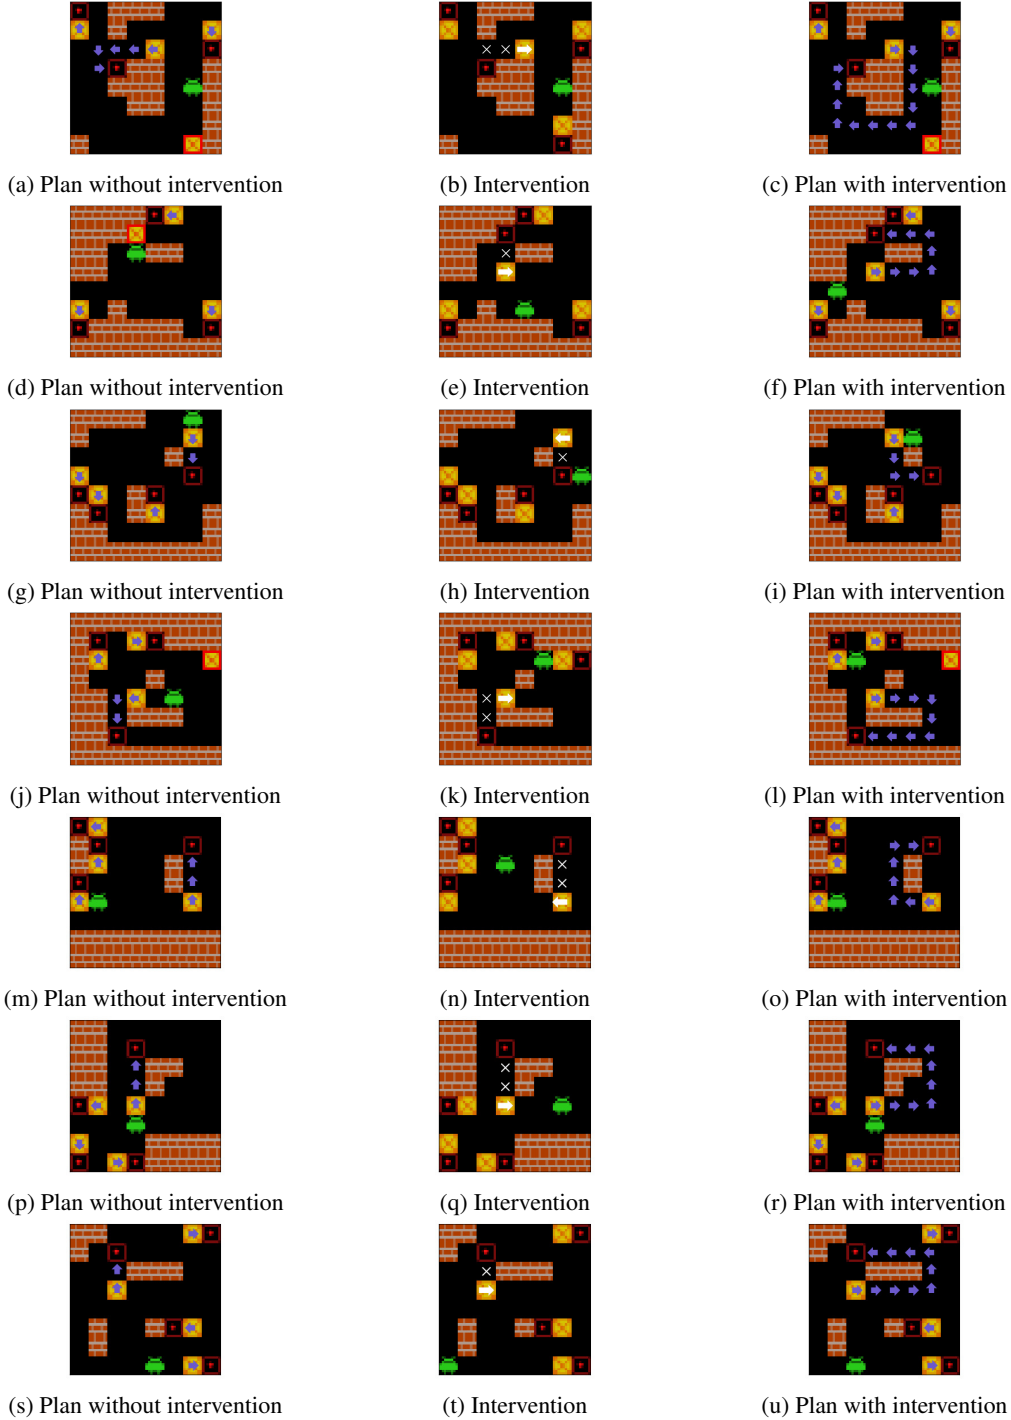 (a) Plan without intervention
(b) Intervention
(c) Plan with intervention
(d) Plan without intervention
(e) Intervention
(f) Plan with intervention
(g) Plan without intervention
(h) Intervention
(i) Plan with intervention
(j) Plan without intervention
(k) Intervention
(l) Plan with intervention
(m) Plan without intervention
(n) Intervention
(o) Plan with intervention
(p) Plan without intervention
(q) Intervention
(r) Plan with intervention
(s) Plan without intervention
(t) Intervention
(u) Plan with intervention